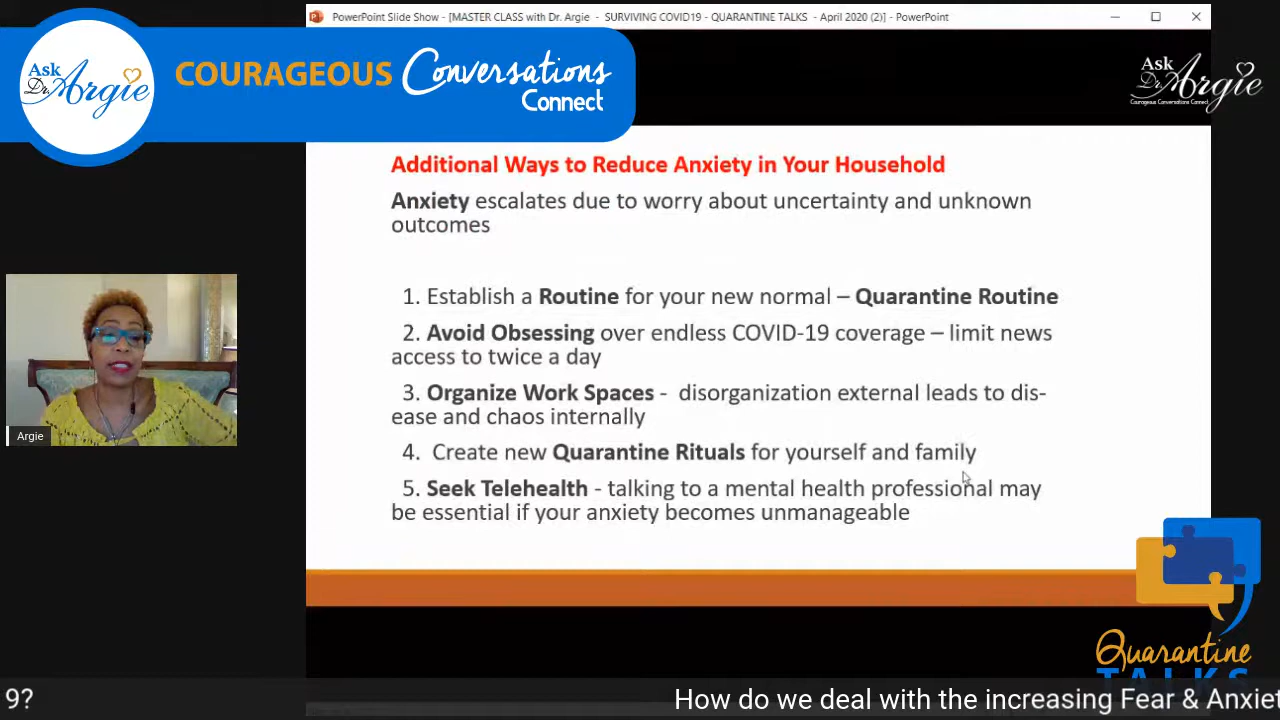 PowerPoint Slide Show - [MASTER CLASS with Dr. Argie - SURVIVING COVID19 - QUARANTINE TALKS - April 2020 (2)] - PowerPoint
Ask
Dr. Argie
COURAGEOUS Conversations
Connect
Ask
Dr. Argie
Courageous Conversations Connect
Additional Ways to Reduce Anxiety in Your Household
Anxiety escalates due to worry about uncertainty and unknown
outcomes
1. Establish a Routine for your new normal – Quarantine Routine
2. Avoid Obsessing over endless COVID-19 coverage – limit news
access to twice a day
3. Organize Work Spaces - disorganization external leads to dis-
ease and chaos internally
4. Create new Quarantine Rituals for yourself and family
5. Seek Telehealth - talking to a mental health professional may
be essential if your anxiety becomes unmanageable
Argie
Quarantine
TALKS
9? How do we deal with the increasing Fear & Anxiet